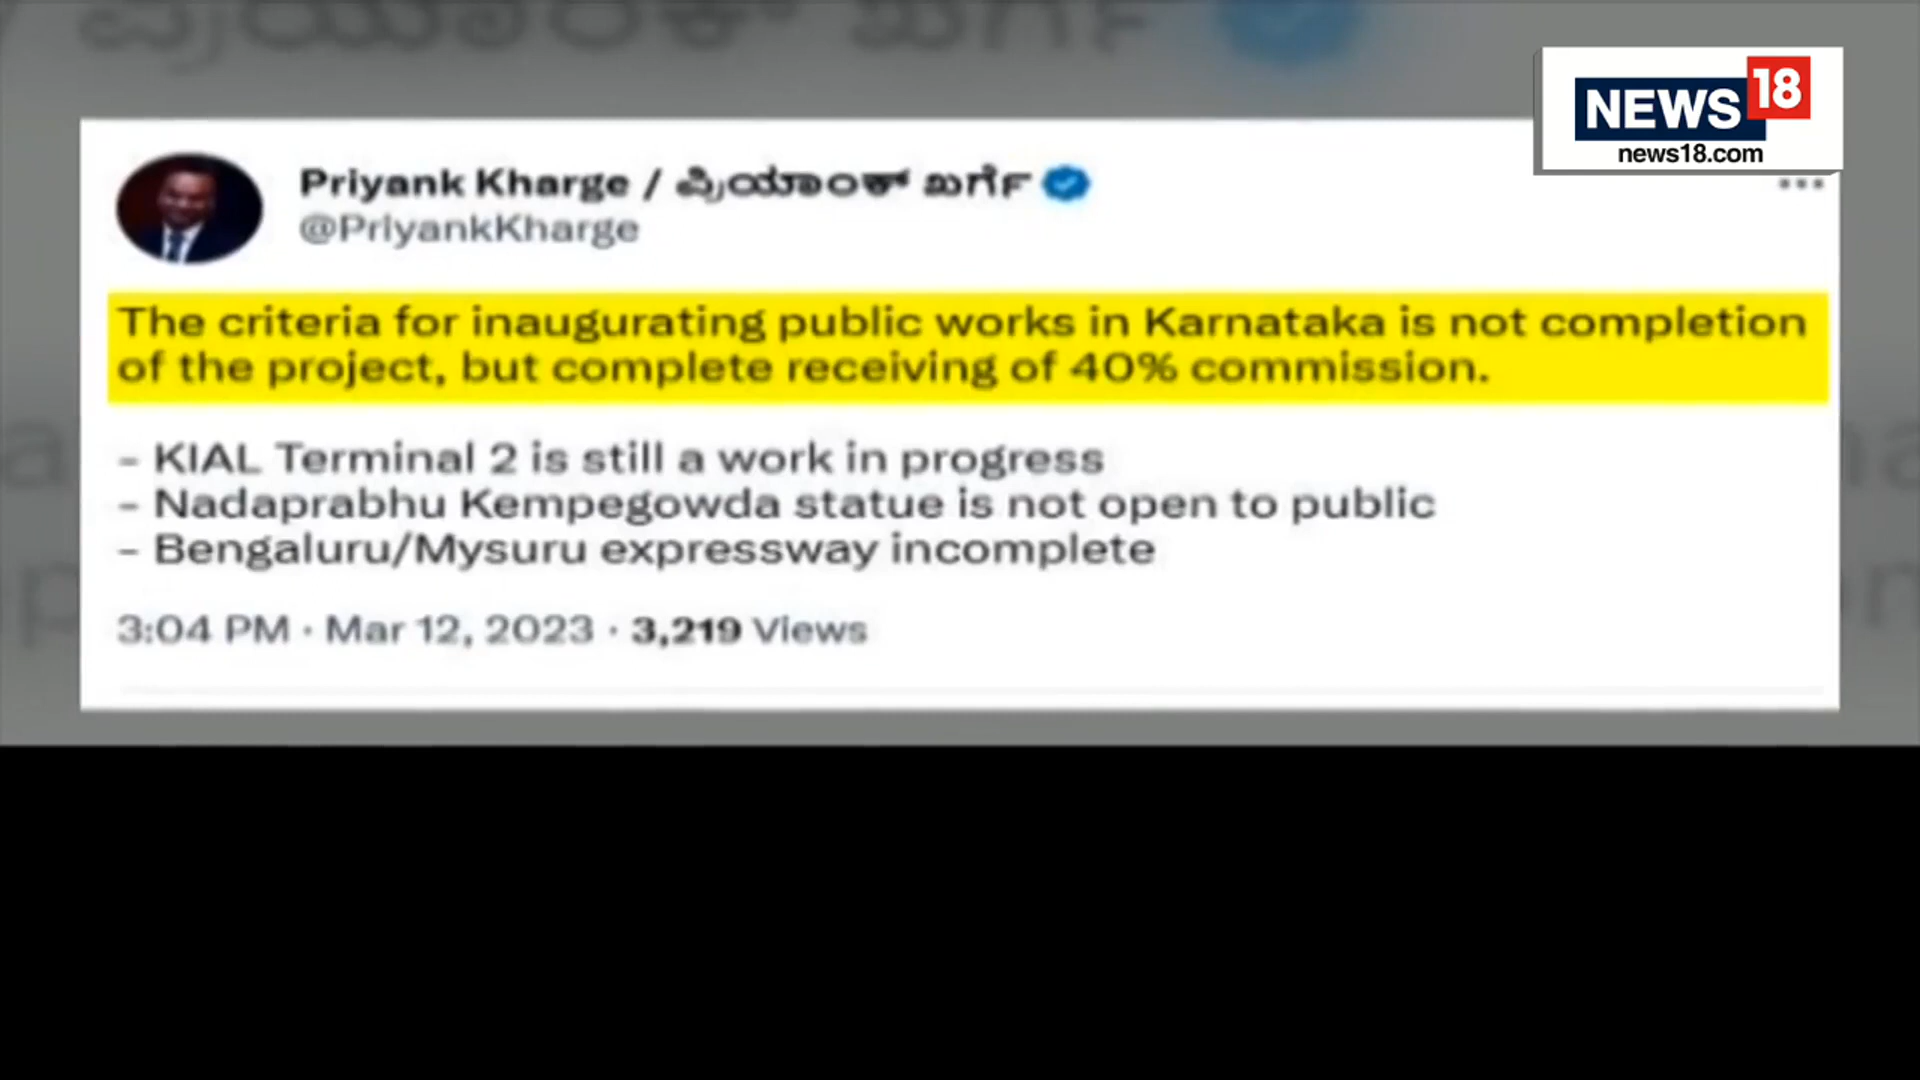 NEWS 18
news18.com
Priyank Kharge / ಪ್ರಿಯಾಂಕ್ ಖರ್ಗೆ
@PriyankKharge
The criteria for inaugurating public works in Karnataka is not completion
of the project, but complete receiving of 40% commission.
- KIAL Terminal 2 is still a work in progress
- Nadaprabhu Kempegowda statue is not open to public
- Bengaluru/Mysuru expressway incomplete
3:04 PM · Mar 12, 2023 · 3,219 Views